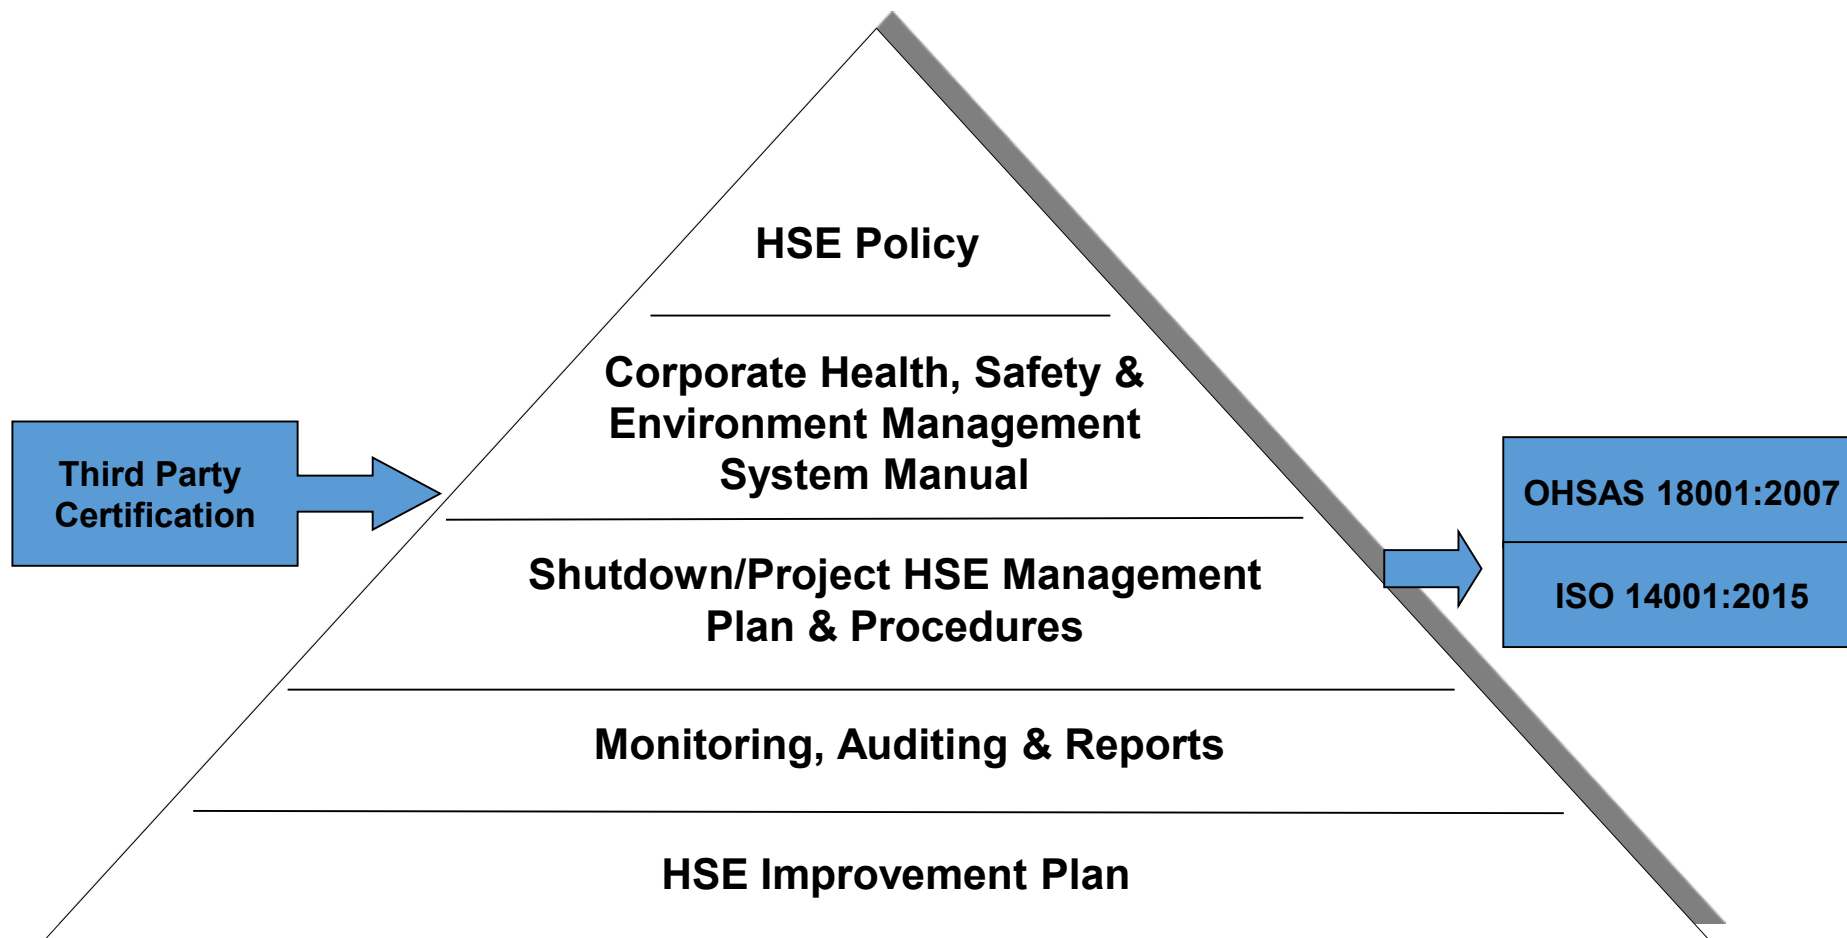 HSE Policy
Corporate Health, Safety &
Environment Management
System Manual
Third Party
Certification
OHSAS 18001:2007
ISO 14001:2015
Shutdown/Project HSE Management
Plan & Procedures
Monitoring, Auditing & Reports
HSE Improvement Plan